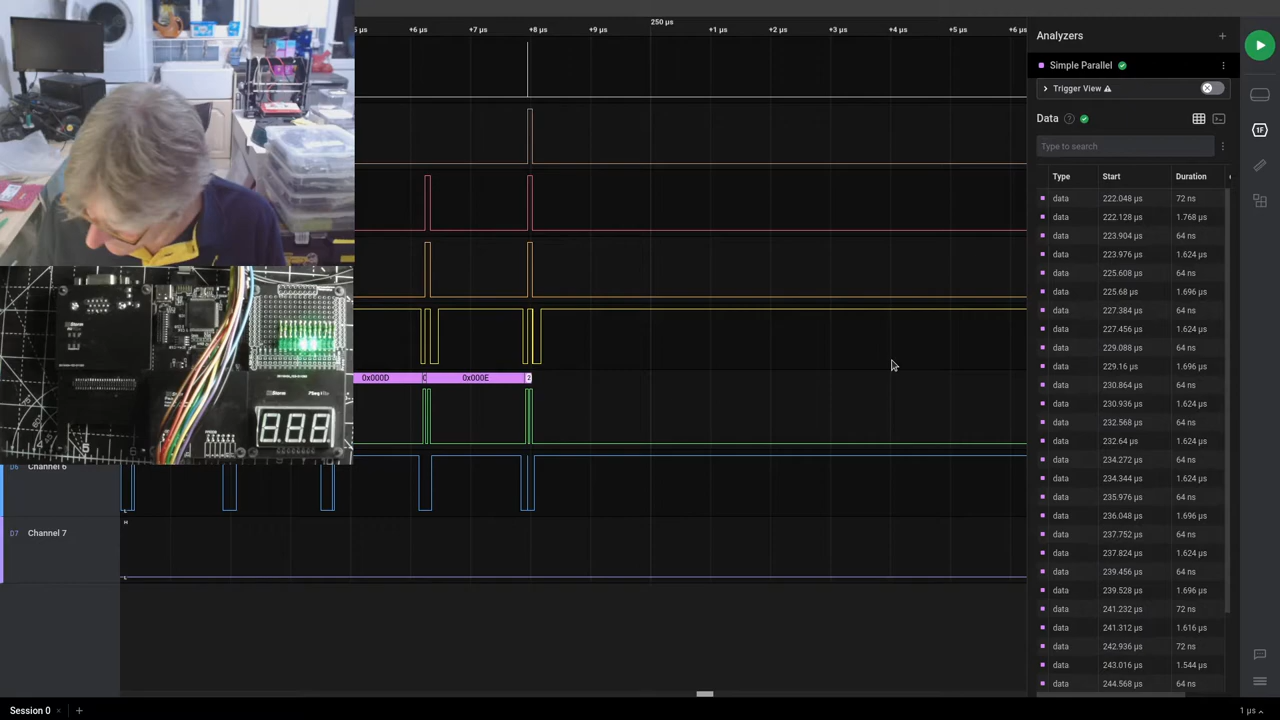 250 µs
5 µs
+6 µs
+7 µs
+8 µs
+9 µs
+1 µs
+2 µs
+3 µs
+4 µs
+5 µs
+6 µs
Analyzers
Simple Parallel
Trigger View
Data
Type to search
Type Start Duration
data 222.048 µs 72 ns
data 222.128 µs 1.768 µs
data 223.904 µs 64 ns
data 223.976 µs 1.624 µs
data 225.608 µs 64 ns
data 225.68 µs 1.696 µs
data 227.384 µs 64 ns
data 227.456 µs 1.624 µs
data 229.088 µs 64 ns
data 229.16 µs 1.696 µs
data 230.864 µs 64 ns
data 230.936 µs 1.624 µs
data 232.568 µs 64 ns
data 232.64 µs 1.624 µs
data 234.272 µs 64 ns
data 234.344 µs 1.624 µs
data 235.976 µs 64 ns
data 236.048 µs 1.696 µs
data 237.752 µs 64 ns
data 237.824 µs 1.624 µs
data 239.456 µs 64 ns
data 239.528 µs 1.696 µs
data 241.232 µs 72 ns
data 241.312 µs 1.616 µs
data 242.936 µs 72 ns
data 243.016 µs 1.544 µs
data 244.568 µs 64 ns
0x000D
0x000E
2
D6 Channel 6
D7 Channel 7
H
L
1F
888
Session 0
1 µs